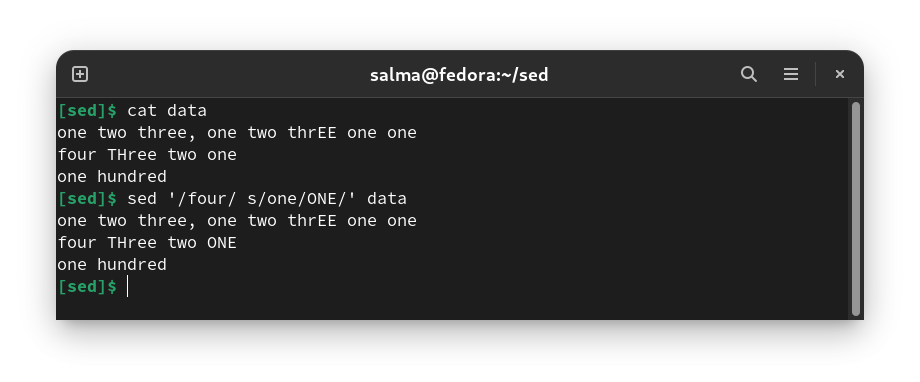 salma@fedora:~/sed
[sed]$ cat data
one two three, one two thrEE one one
four THree two one
one hundred
[sed]$ sed '/four/ s/one/ONE/' data
one two three, one two thrEE one one
four THree two ONE
one hundred
[sed]$